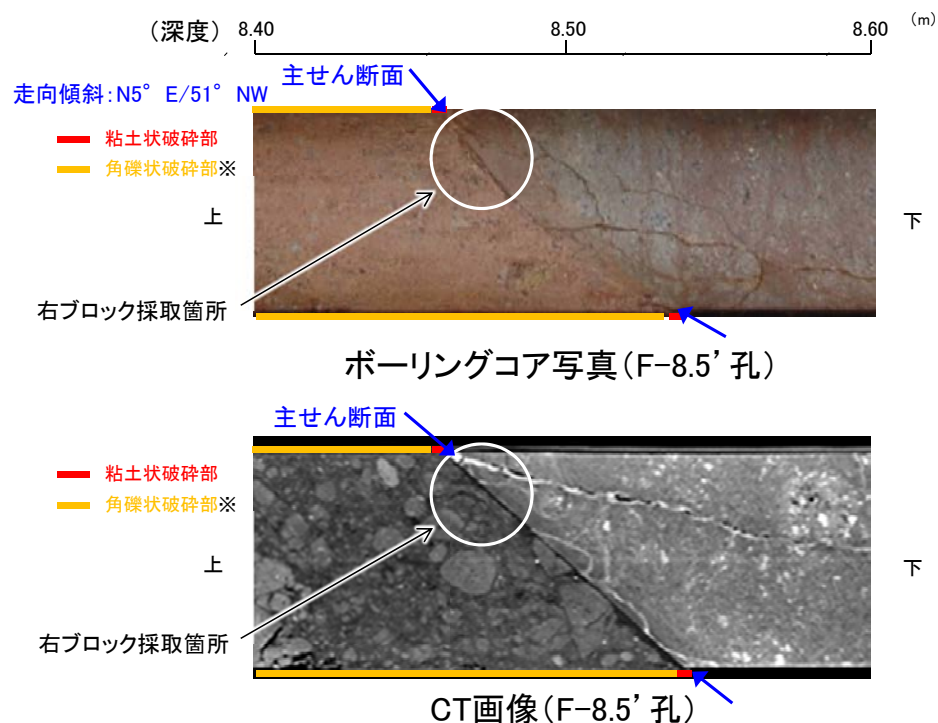 (深度) 8.40 8.50 8.60 (m)
主せん断面
走向傾斜:N5° E/51° NW
粘土状破砕部
角礫状破砕部※
上 下
右ブロック採取箇所
ボーリングコア写真(F-8.5’孔)
主せん断面
粘土状破砕部
角礫状破砕部※
上 下
右ブロック採取箇所
CT画像(F-8.5’孔)